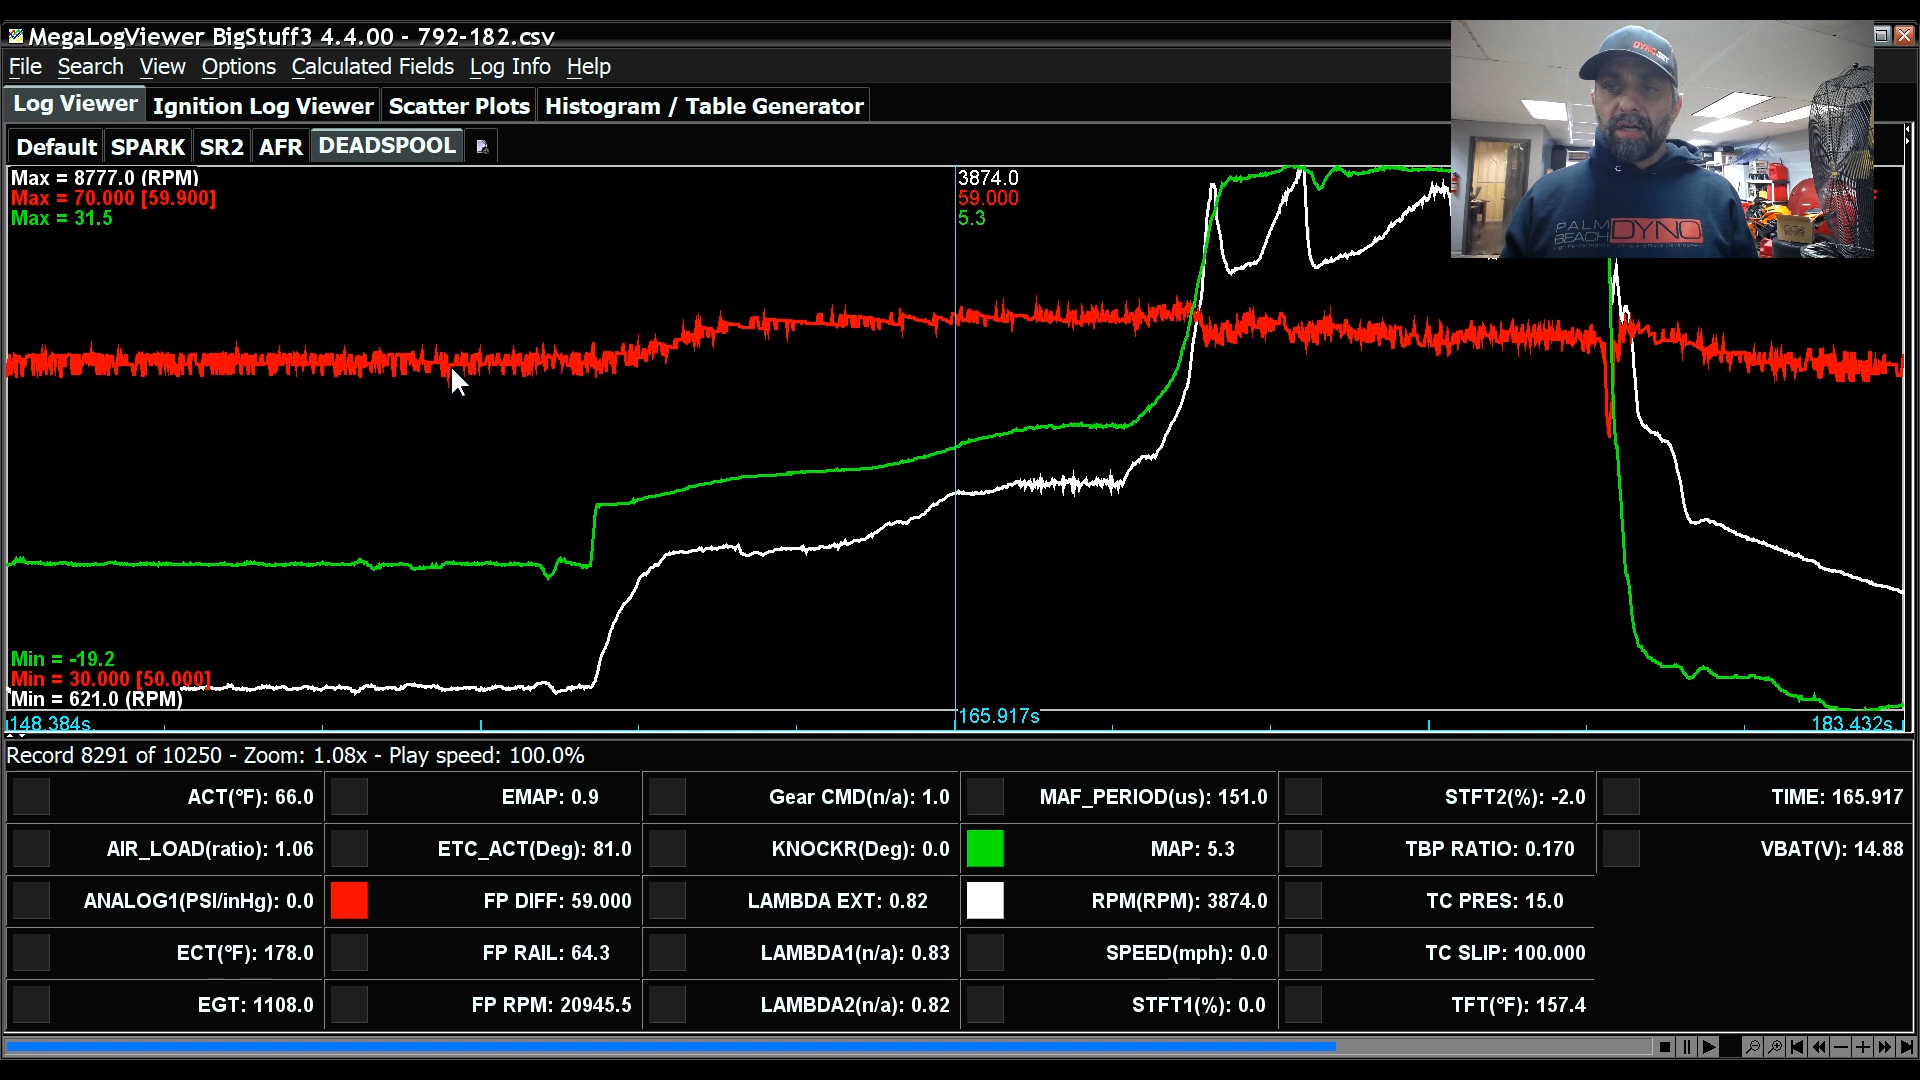 MegaLogViewer BigStuff3 4.4.00 - 792-182.csv
File Search View Options Calculated Fields Log Info Help
Log Viewer Ignition Log Viewer Scatter Plots Histogram / Table Generator
Default SPARK SR2 AFR DEADSPOOL
Max = 8777.0 (RPM)
Max = 70.000 [59.900]
Max = 31.5
3874.0
59.000
5.3
PALM BEACH DYNO
Min = -19.2
Min = 30.000 [50.000]
Min = 621.0 (RPM)
148.384s 165.917s 183.432s
Record 8291 of 10250 - Zoom: 1.08x - Play speed: 100.0%
ACT(°F): 66.0 EMAP: 0.9 Gear CMD(n/a): 1.0 MAF_PERIOD(us): 151.0 STFT2(%): -2.0 TIME: 165.917
AIR_LOAD(ratio): 1.06 ETC_ACT(Deg): 81.0 KNOCKR(Deg): 0.0 MAP: 5.3 TBP RATIO: 0.170 VBAT(V): 14.88
ANALOG1(PSI/inHg): 0.0 FP DIFF: 59.000 LAMBDA EXT: 0.82 RPM(RPM): 3874.0 TC PRES: 15.0
ECT(°F): 178.0 FP RAIL: 64.3 LAMBDA1(n/a): 0.83 SPEED(mph): 0.0 TC SLIP: 100.000
EGT: 1108.0 FP RPM: 20945.5 LAMBDA2(n/a): 0.82 STFT1(%): 0.0 TFT(°F): 157.4